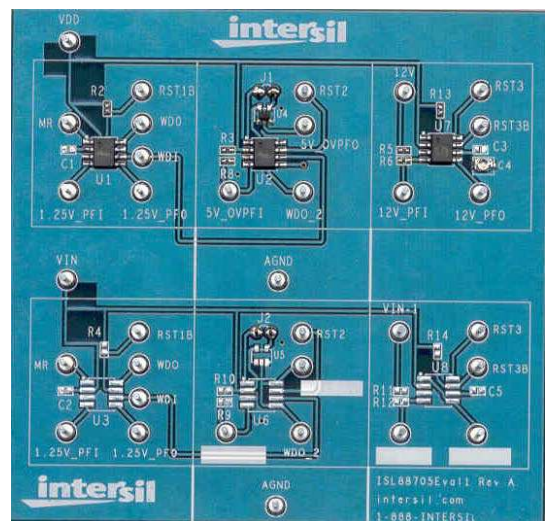 VDD
intersil
J1
R2
RST1B
RST2
12V
R13
RST3
U4
MR
WDO
5V_OVPFO
U7
RST3B
R3
R5
C3
C1
WDI
R8
R6
C4
U1
U2
1.25V_PFI
1.25V_PFO
5V_OVPFI
WDO_2
12V_PFI
12V_PFO
VIN
AGND
J2
VIN-1
R4
RST1B
RST2
R14
RST3
U5
MR
WDO
U8
RST3B
R10
R11
C2
WDI
R9
R12
C5
U3
U6
1.25V_PFI
1.25V_PFO
WDO_2
intersil
AGND
ISL88705Eval1 Rev A
intersil.com
1-888-INTERSIL